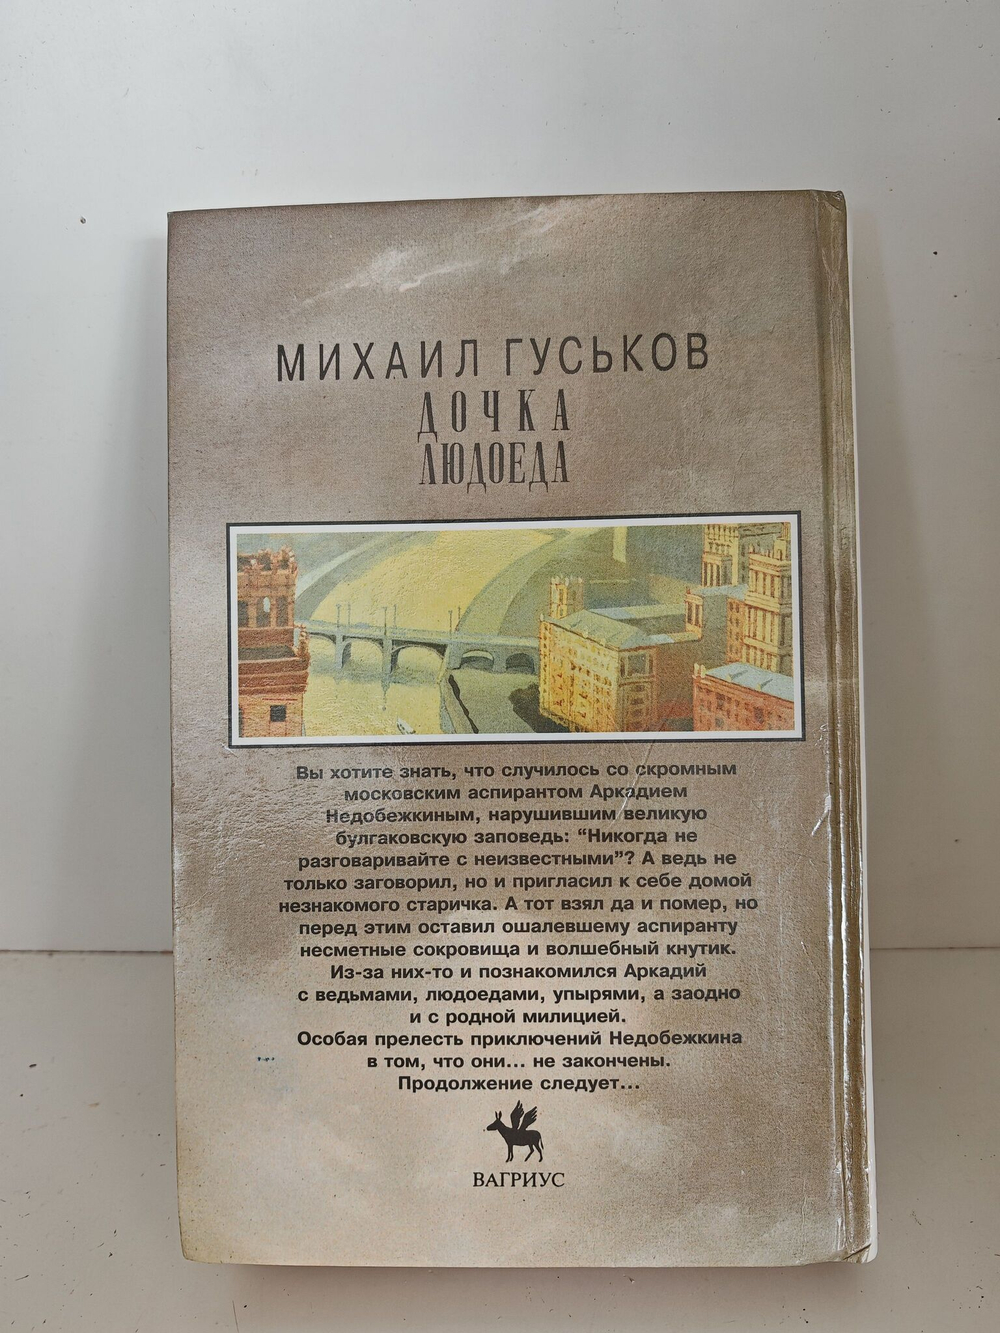 МИХАИЛ ГУСЬКОВ
ДОЧКА
ЛЮДОЕДА
Вы хотите знать, что случилось со скромным
московским аспирантом Аркадием
Недобежкиным, нарушившим великую
булгаковскую заповедь: “Никогда не
разговаривайте с неизвестными”? А ведь не
только заговорил, но и пригласил к себе домой
незнакомого старичка. А тот взял да и помер, но
перед этим оставил ошалевшему аспиранту
несметные сокровища и волшебный кнутик.
Из-за них-то и познакомился Аркадий
с ведьмами, людоедами, упырями, а заодно
и с родной милицией.
Особая прелесть приключений Недобежкина
в том, что они... не закончены.
Продолжение следует...
ВАГРИУС